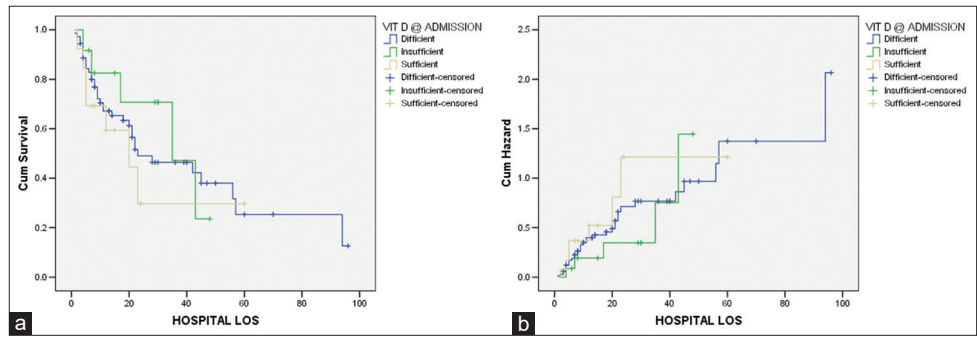 VIT D @ ADMISSION
Difficient
Insufficient
Sufficient
Difficient-censored
Insufficient-censored
Sufficient-censored
Cum Survival
1.0
0.8
0.6
0.4
0.2
0.0
0 20 40 60 80 100
HOSPITAL LOS
a
VIT D @ ADMISSION
Difficient
Insufficient
Sufficient
Difficient-censored
Insufficient-censored
Sufficient-censored
Cum Hazard
2.5
2.0
1.5
1.0
0.5
0.0
0 20 40 60 80 100
HOSPITAL LOS
b